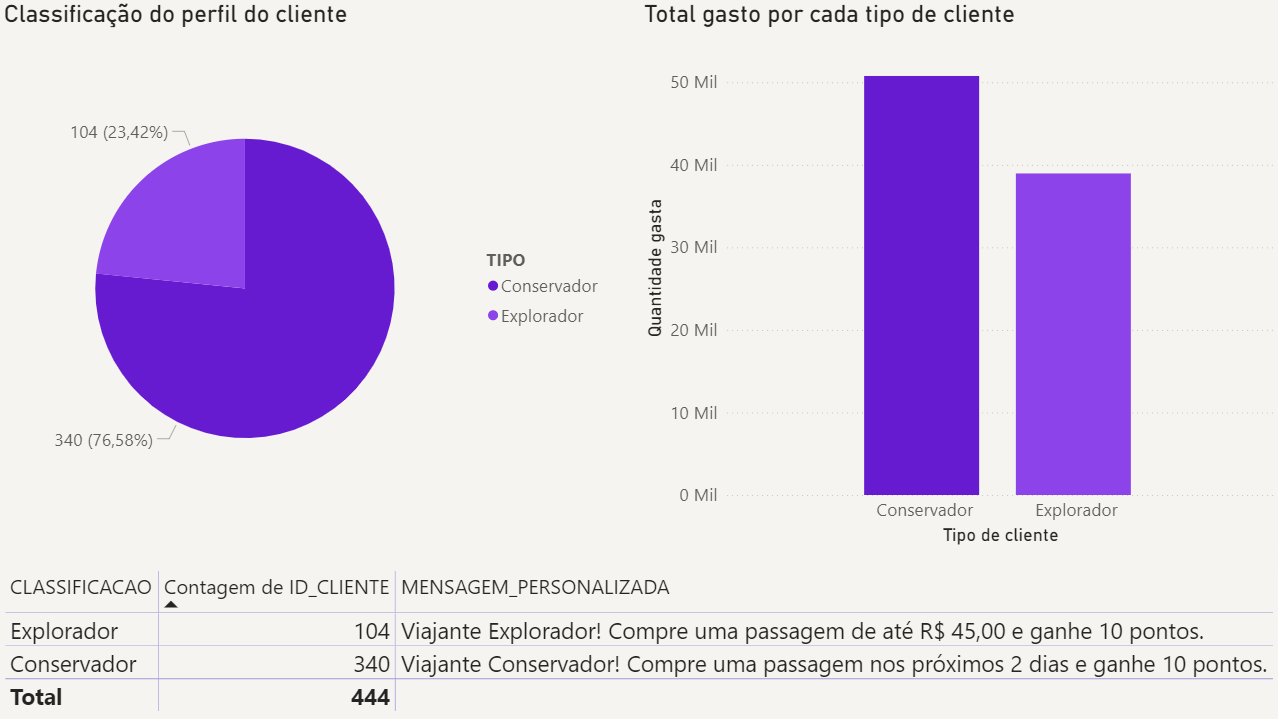 Classificação do perfil do cliente
104 (23,42%)
340 (76,58%)
TIPO
Conservador
Explorador
Total gasto por cada tipo de cliente
Quantidade gasta
50 Mil
40 Mil
30 Mil
20 Mil
10 Mil
0 Mil
Conservador
Explorador
Tipo de cliente
CLASSIFICACAO Contagem de ID_CLIENTE MENSAGEM_PERSONALIZADA
Explorador 104 Viajante Explorador! Compre uma passagem de até R$ 45,00 e ganhe 10 pontos.
Conservador 340 Viajante Conservador! Compre uma passagem nos próximos 2 dias e ganhe 10 pontos.
Total 444